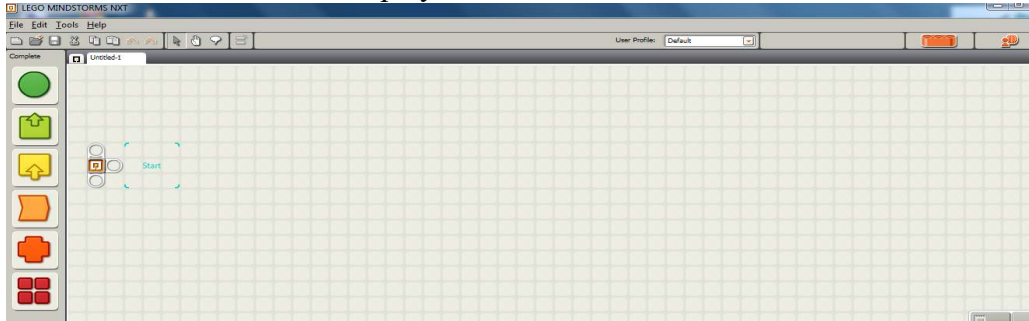 LEGO MINDSTORMS NXT
File Edit Tools Help
User Profile: Default
Complete
Untitled-1
Start